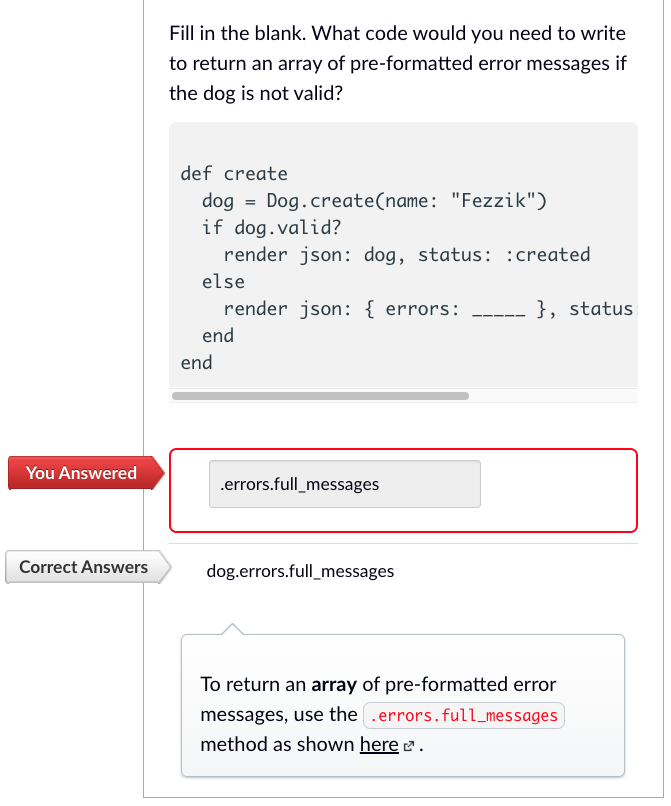 Fill in the blank. What code would you need to write
to return an array of pre-formatted error messages if
the dog is not valid?
def create
  dog = Dog.create(name: "Fezzik")
  if dog.valid?
    render json: dog, status: :created
  else
    render json: { errors: _____ }, status:
  end
end
You Answered
.errors.full_messages
Correct Answers
dog.errors.full_messages
To return an array of pre-formatted error
messages, use the .errors.full_messages
method as shown here .